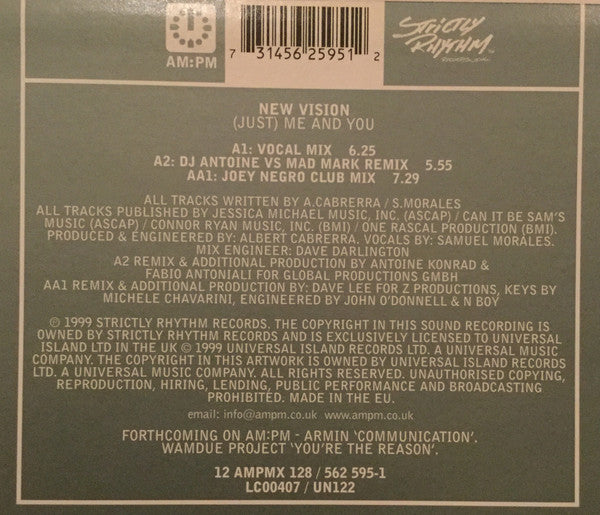 AM:PM
7 31456 25951 2
STRICTLY
RHYTHM
NEW VISION
(JUST) ME AND YOU
A1: VOCAL MIX 6.25
A2: DJ ANTOINE VS MAD MARK REMIX 5.55
AA1: JOEY NEGRO CLUB MIX 7.29
ALL TRACKS WRITTEN BY A.CABRERRA / S.MORALES
ALL TRACKS PUBLISHED BY JESSICA MICHAEL MUSIC, INC. (ASCAP) / CAN IT BE SAM'S
MUSIC (ASCAP) / CONNOR RYAN MUSIC, INC. (BMI) / ONE RASCAL PRODUCTION (BMI).
PRODUCED & ENGINEERED BY: ALBERT CABRERRA. VOCALS BY: SAMUEL MORALES.
MIX ENGINEER: DAVE DARLINGTON
A2 REMIX & ADDITIONAL PRODUCTION BY ANTOINE KONRAD &
FABIO ANTONIALI FOR GLOBAL PRODUCTIONS GMBH
AA1 REMIX & ADDITIONAL PRODUCTION BY: DAVE LEE FOR Z PRODUCTIONS, KEYS BY
MICHELE CHAVARINI, ENGINEERED BY JOHN O'DONNELL & N BOY
℗ 1999 STRICTLY RHYTHM RECORDS. THE COPYRIGHT IN THIS SOUND RECORDING IS
OWNED BY STRICTLY RHYTHM RECORDS AND IS EXCLUSIVELY LICENSED TO UNIVERSAL
ISLAND LTD IN THE UK © 1999 UNIVERSAL ISLAND RECORDS LTD. A UNIVERSAL MUSIC
COMPANY. THE COPYRIGHT IN THIS ARTWORK IS OWNED BY UNIVERSAL ISLAND RECORDS
LTD. A UNIVERSAL MUSIC COMPANY. ALL RIGHTS RESERVED. UNAUTHORISED COPYING,
REPRODUCTION, HIRING, LENDING, PUBLIC PERFORMANCE AND BROADCASTING
PROHIBITED. MADE IN THE EU.
email: info@ampm.co.uk www.ampm.co.uk
FORTHCOMING ON AM:PM - ARMIN 'COMMUNICATION'.
WAMDUE PROJECT 'YOU'RE THE REASON'.
12 AMPMX 128 / 562 595-1
LC00407 / UN122